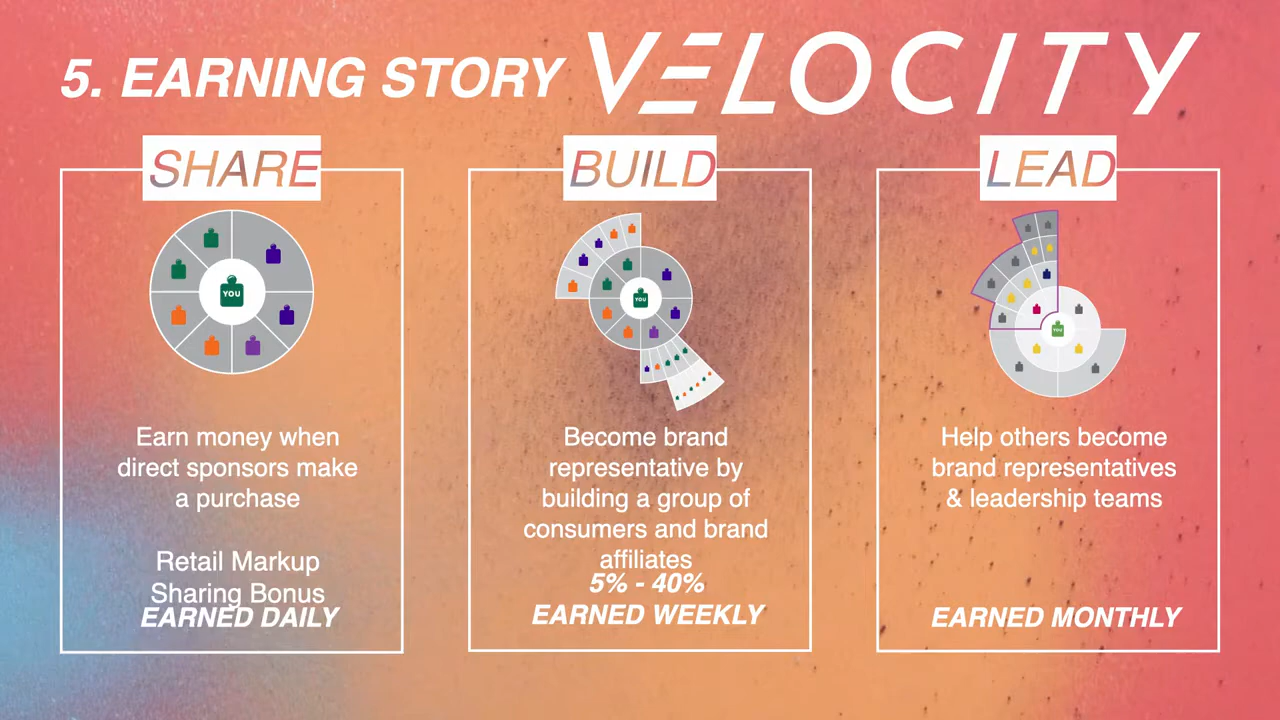 5. EARNING STORY VELOCITY
SHARE
YOU
Earn money when
direct sponsors make
a purchase
Retail Markup
Sharing Bonus
EARNED DAILY
BUILD
YOU
Become brand
representative by
building a group of
consumers and brand
affiliates
5% - 40%
EARNED WEEKLY
LEAD
YOU
Help others become
brand representatives
& leadership teams
EARNED MONTHLY